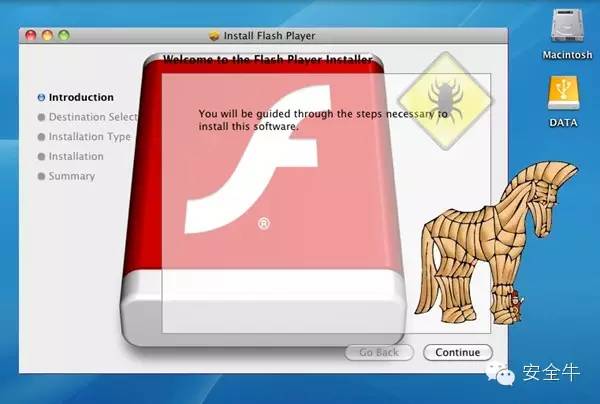 Install Flash Player
Welcome to the Flash Player Installer
Introduction
Destination Select
Installation Type
Installation
Summary
You will be guided through the steps necessary to
install this software.
®
Go Back
Continue
Macintosh
DATA
安全牛